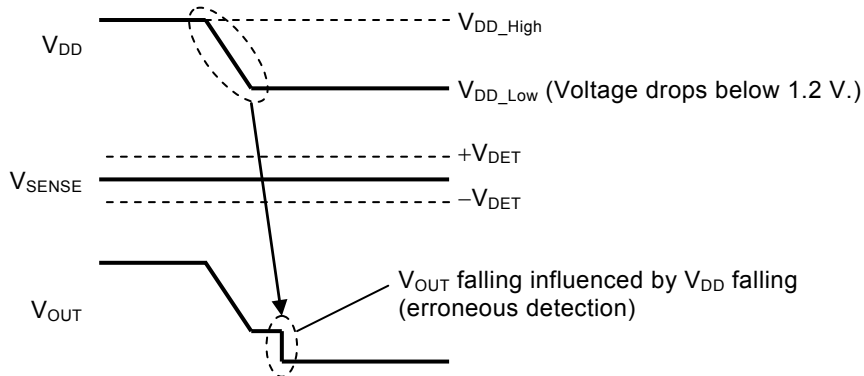 V_DD_High
V_DD
V_DD_Low (Voltage drops below 1.2 V.)
+V_DET
V_SENSE
−V_DET
V_OUT falling influenced by V_DD falling
(erroneous detection)
V_OUT